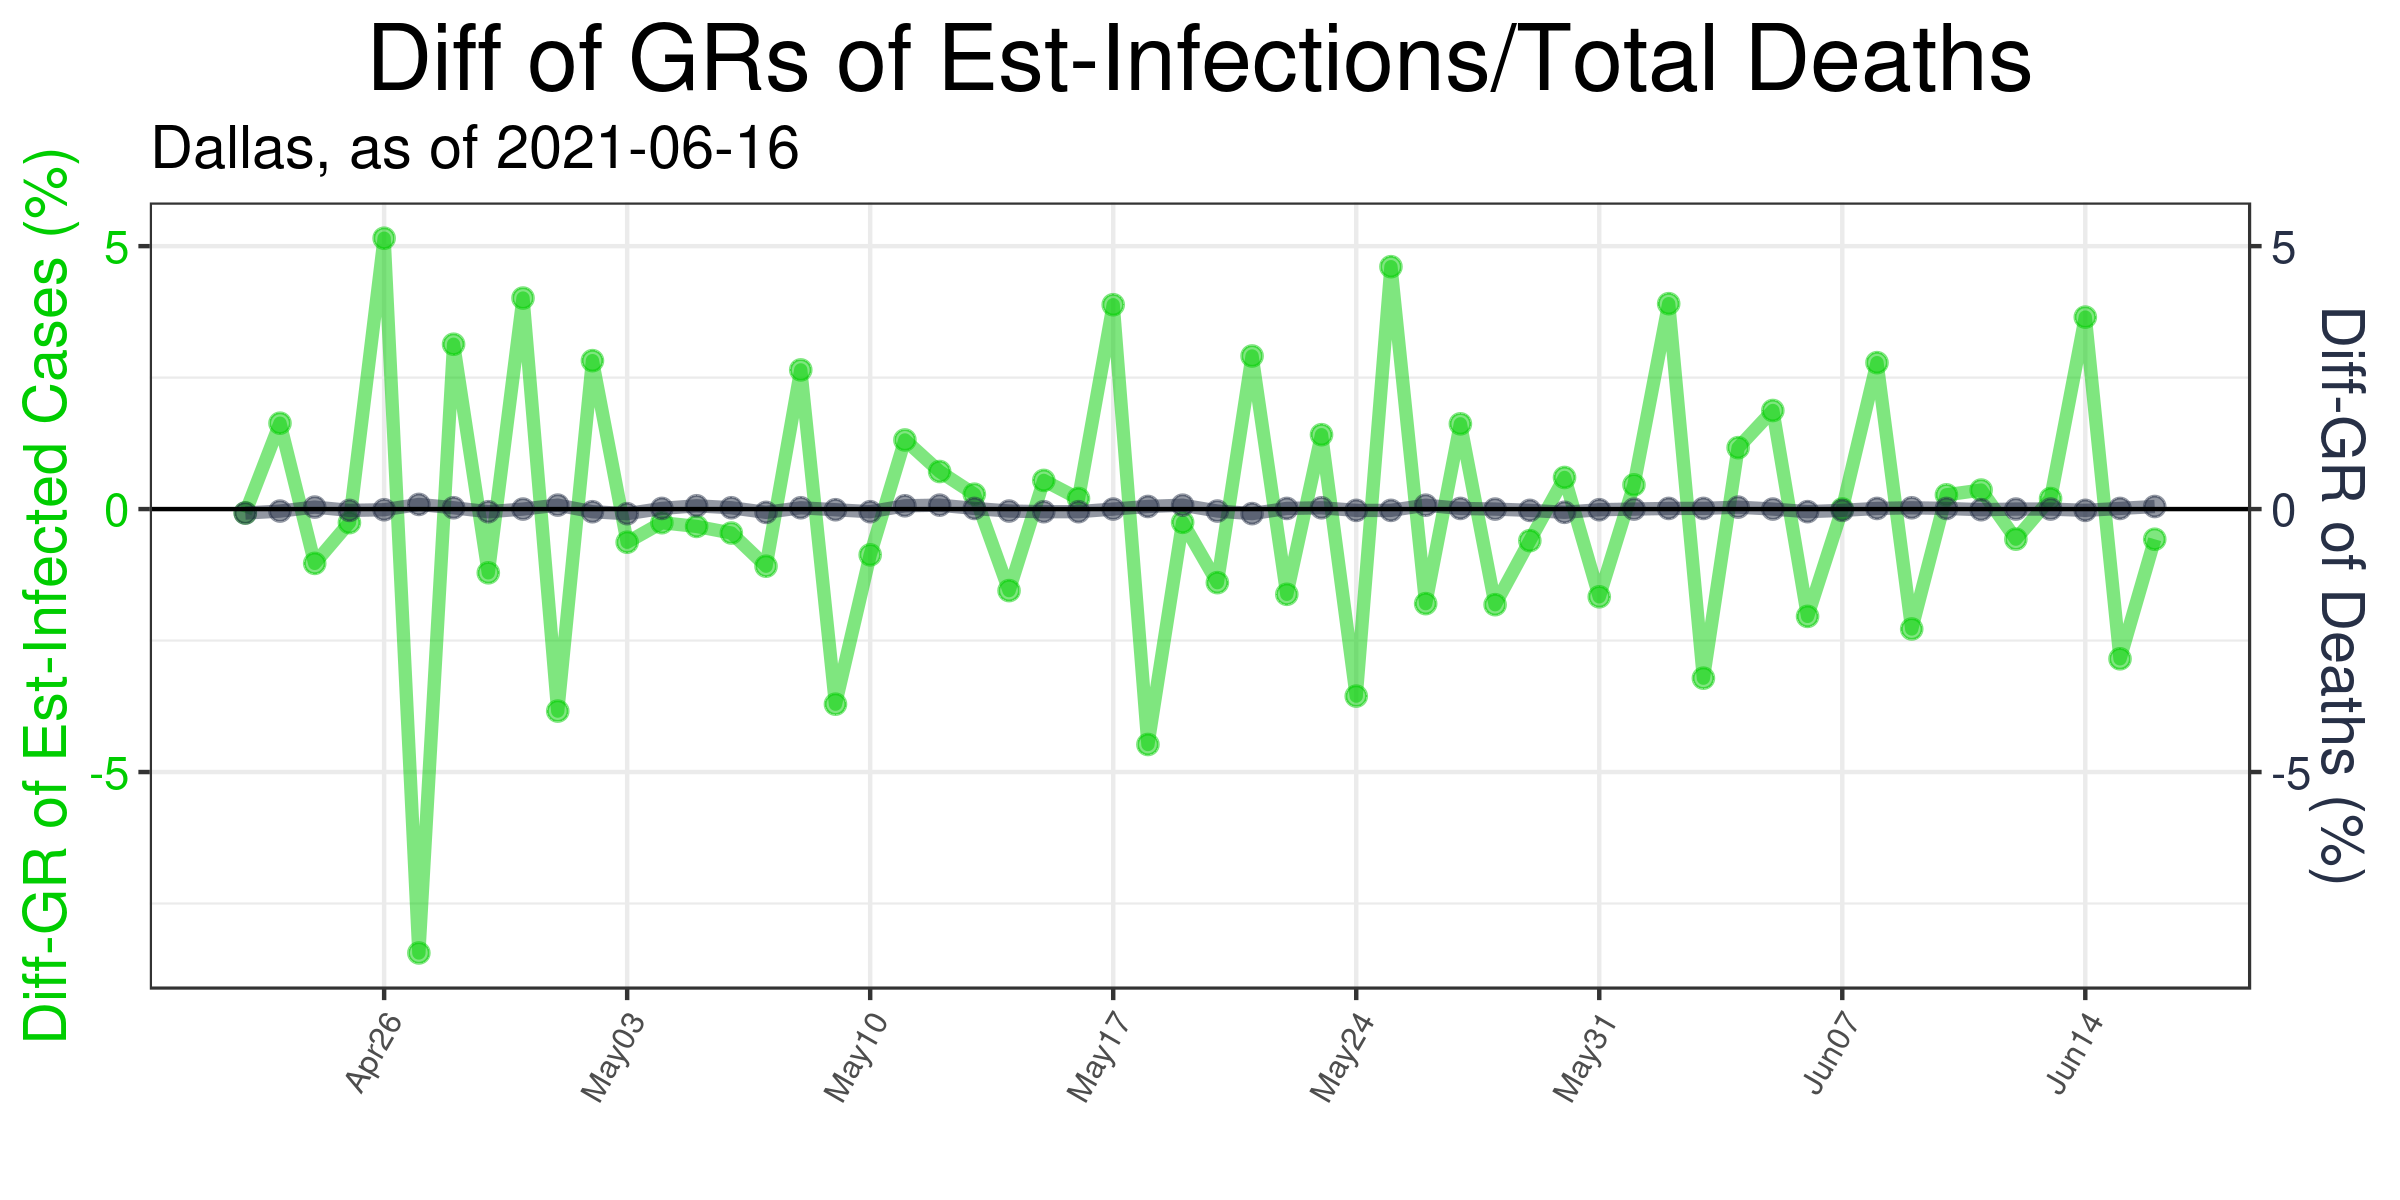 Diff of GRs of Est-Infections/Total Deaths
Dallas, as of 2021-06-16
Diff-GR of Est-Infected Cases (%)
5
0
-5
5
0
-5
Diff-GR of Deaths (%)
Apr26
May03
May10
May17
May24
May31
Jun07
Jun14